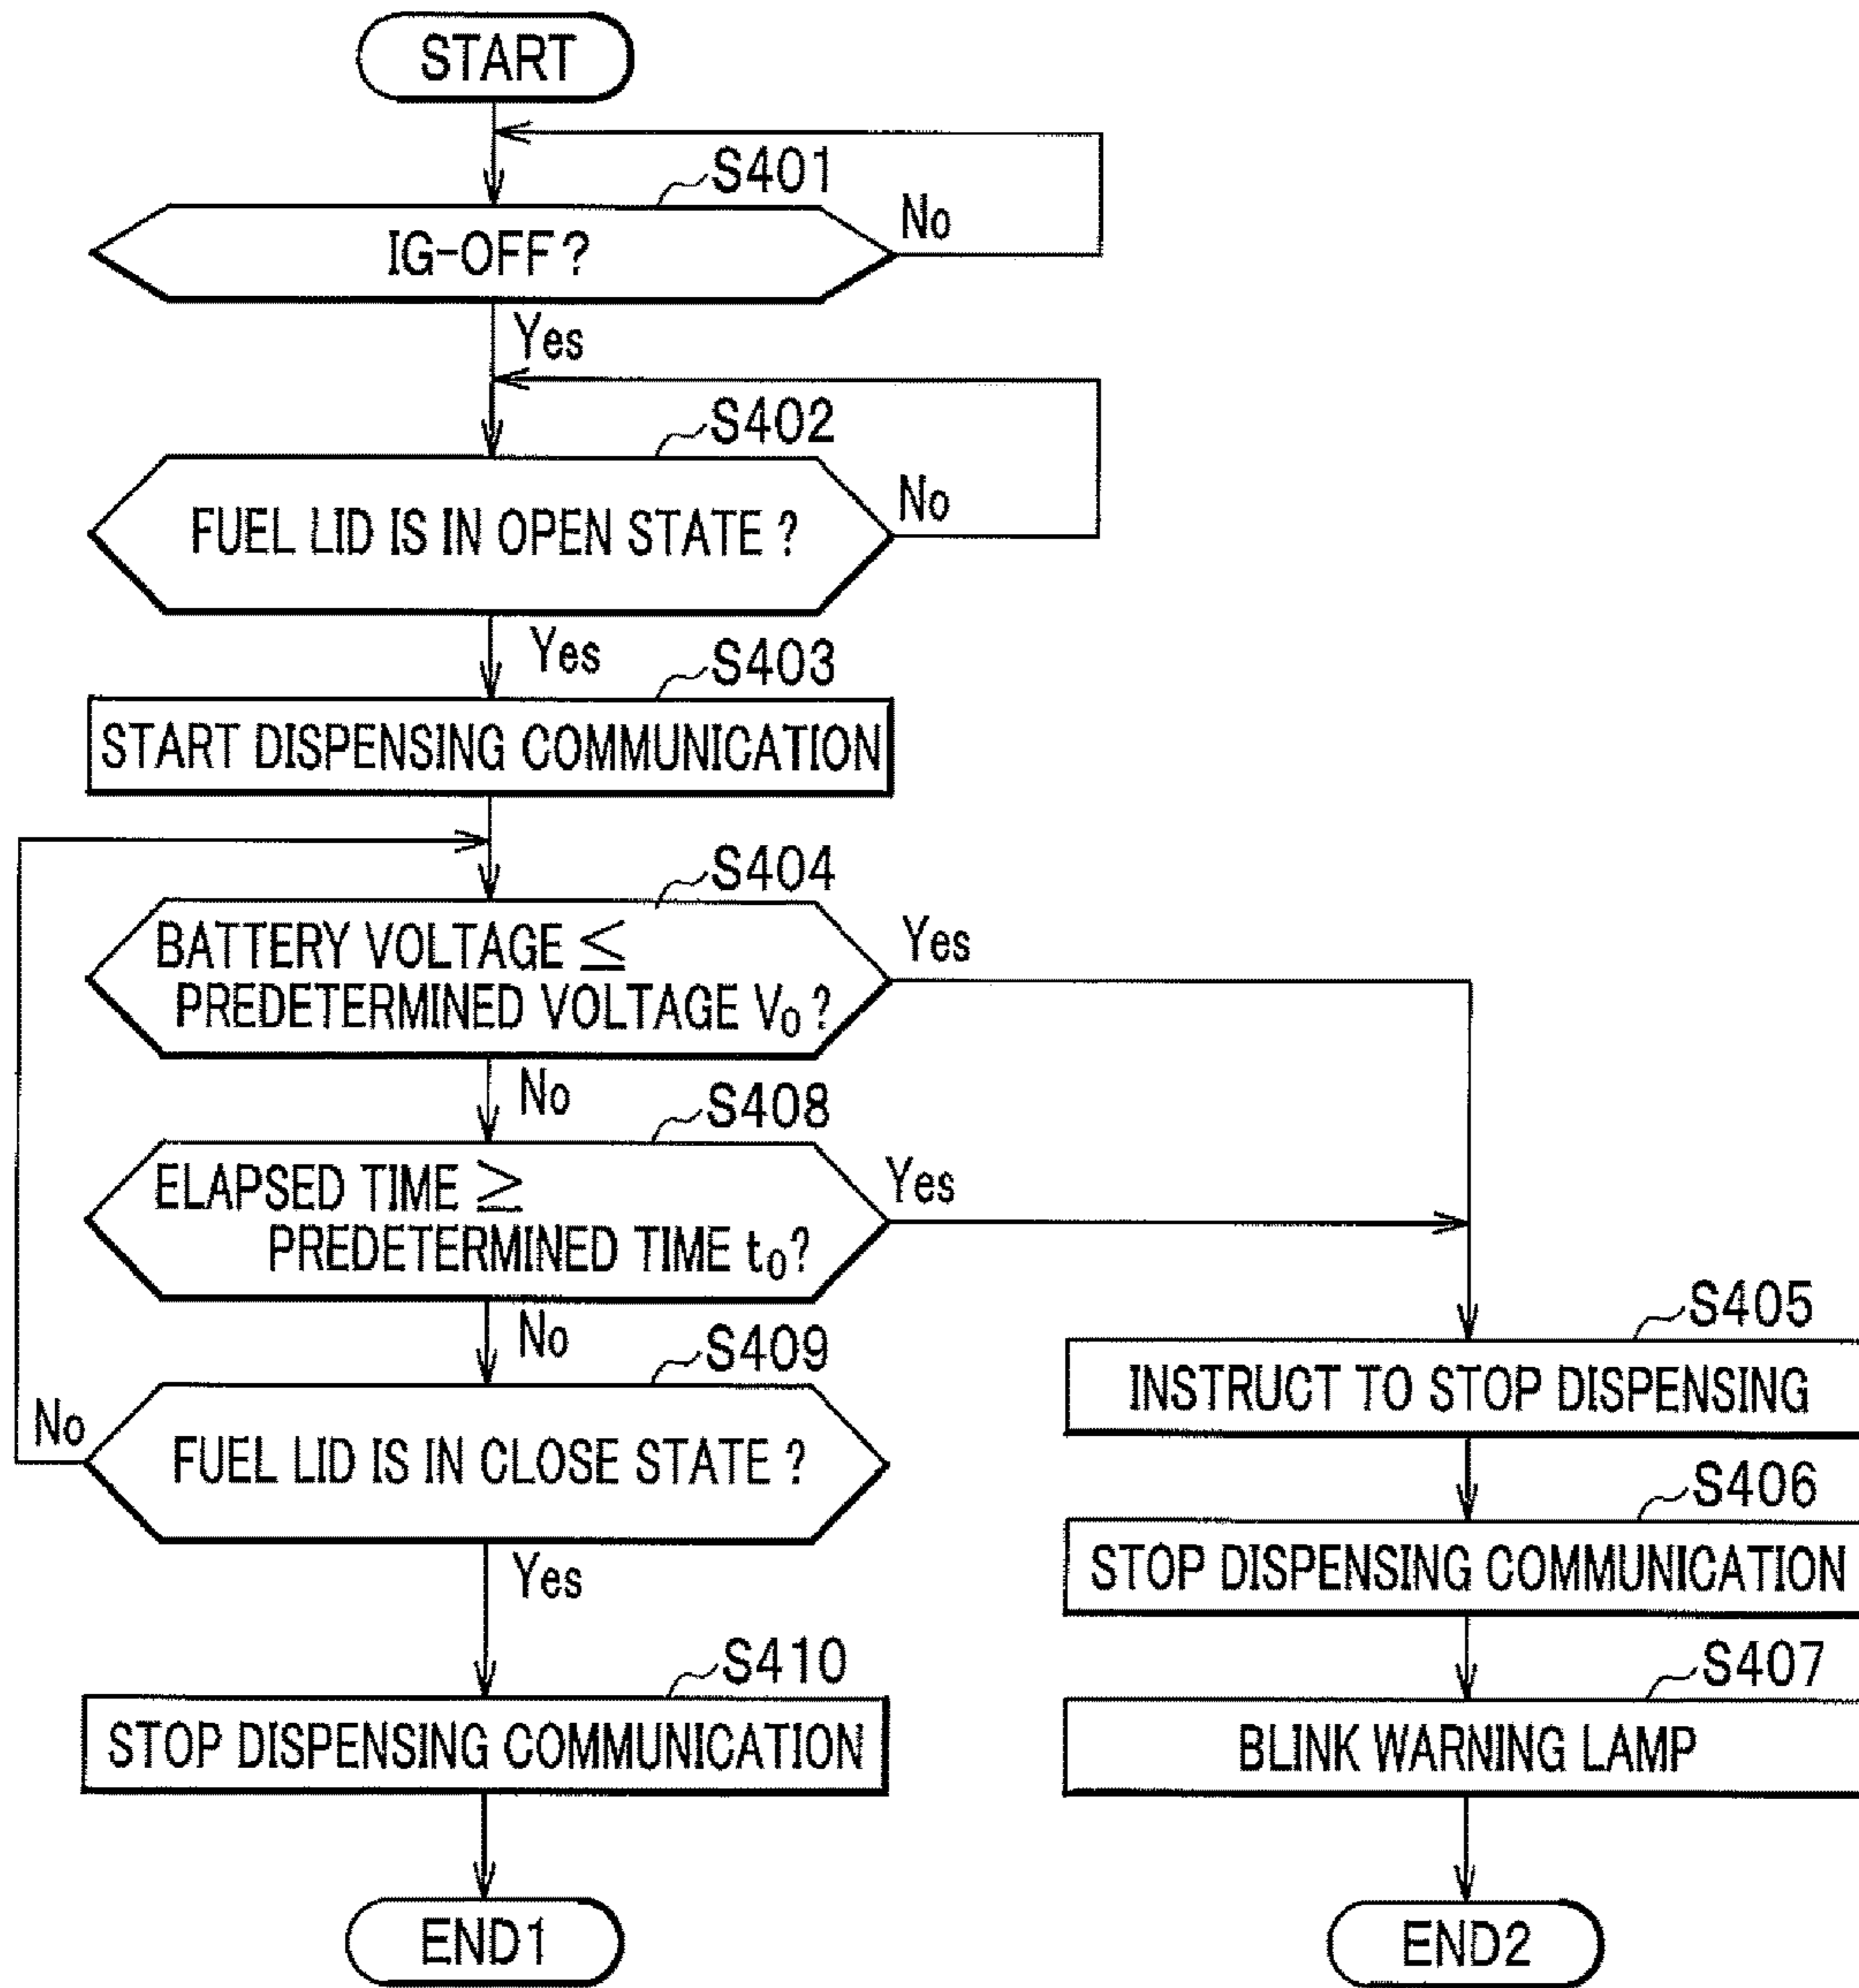 START
S401
IG-OFF?
No
Yes
S402
FUEL LID IS IN OPEN STATE ?
No
Yes
S403
START DISPENSING COMMUNICATION
S404
BATTERY VOLTAGE ≤
PREDETERMINED VOLTAGE V₀?
Yes
No
S408
ELAPSED TIME ≥
PREDETERMINED TIME t₀?
Yes
No
S409
FUEL LID IS IN CLOSE STATE ?
No
Yes
S410
STOP DISPENSING COMMUNICATION
END1
S405
INSTRUCT TO STOP DISPENSING
S406
STOP DISPENSING COMMUNICATION
S407
BLINK WARNING LAMP
END2